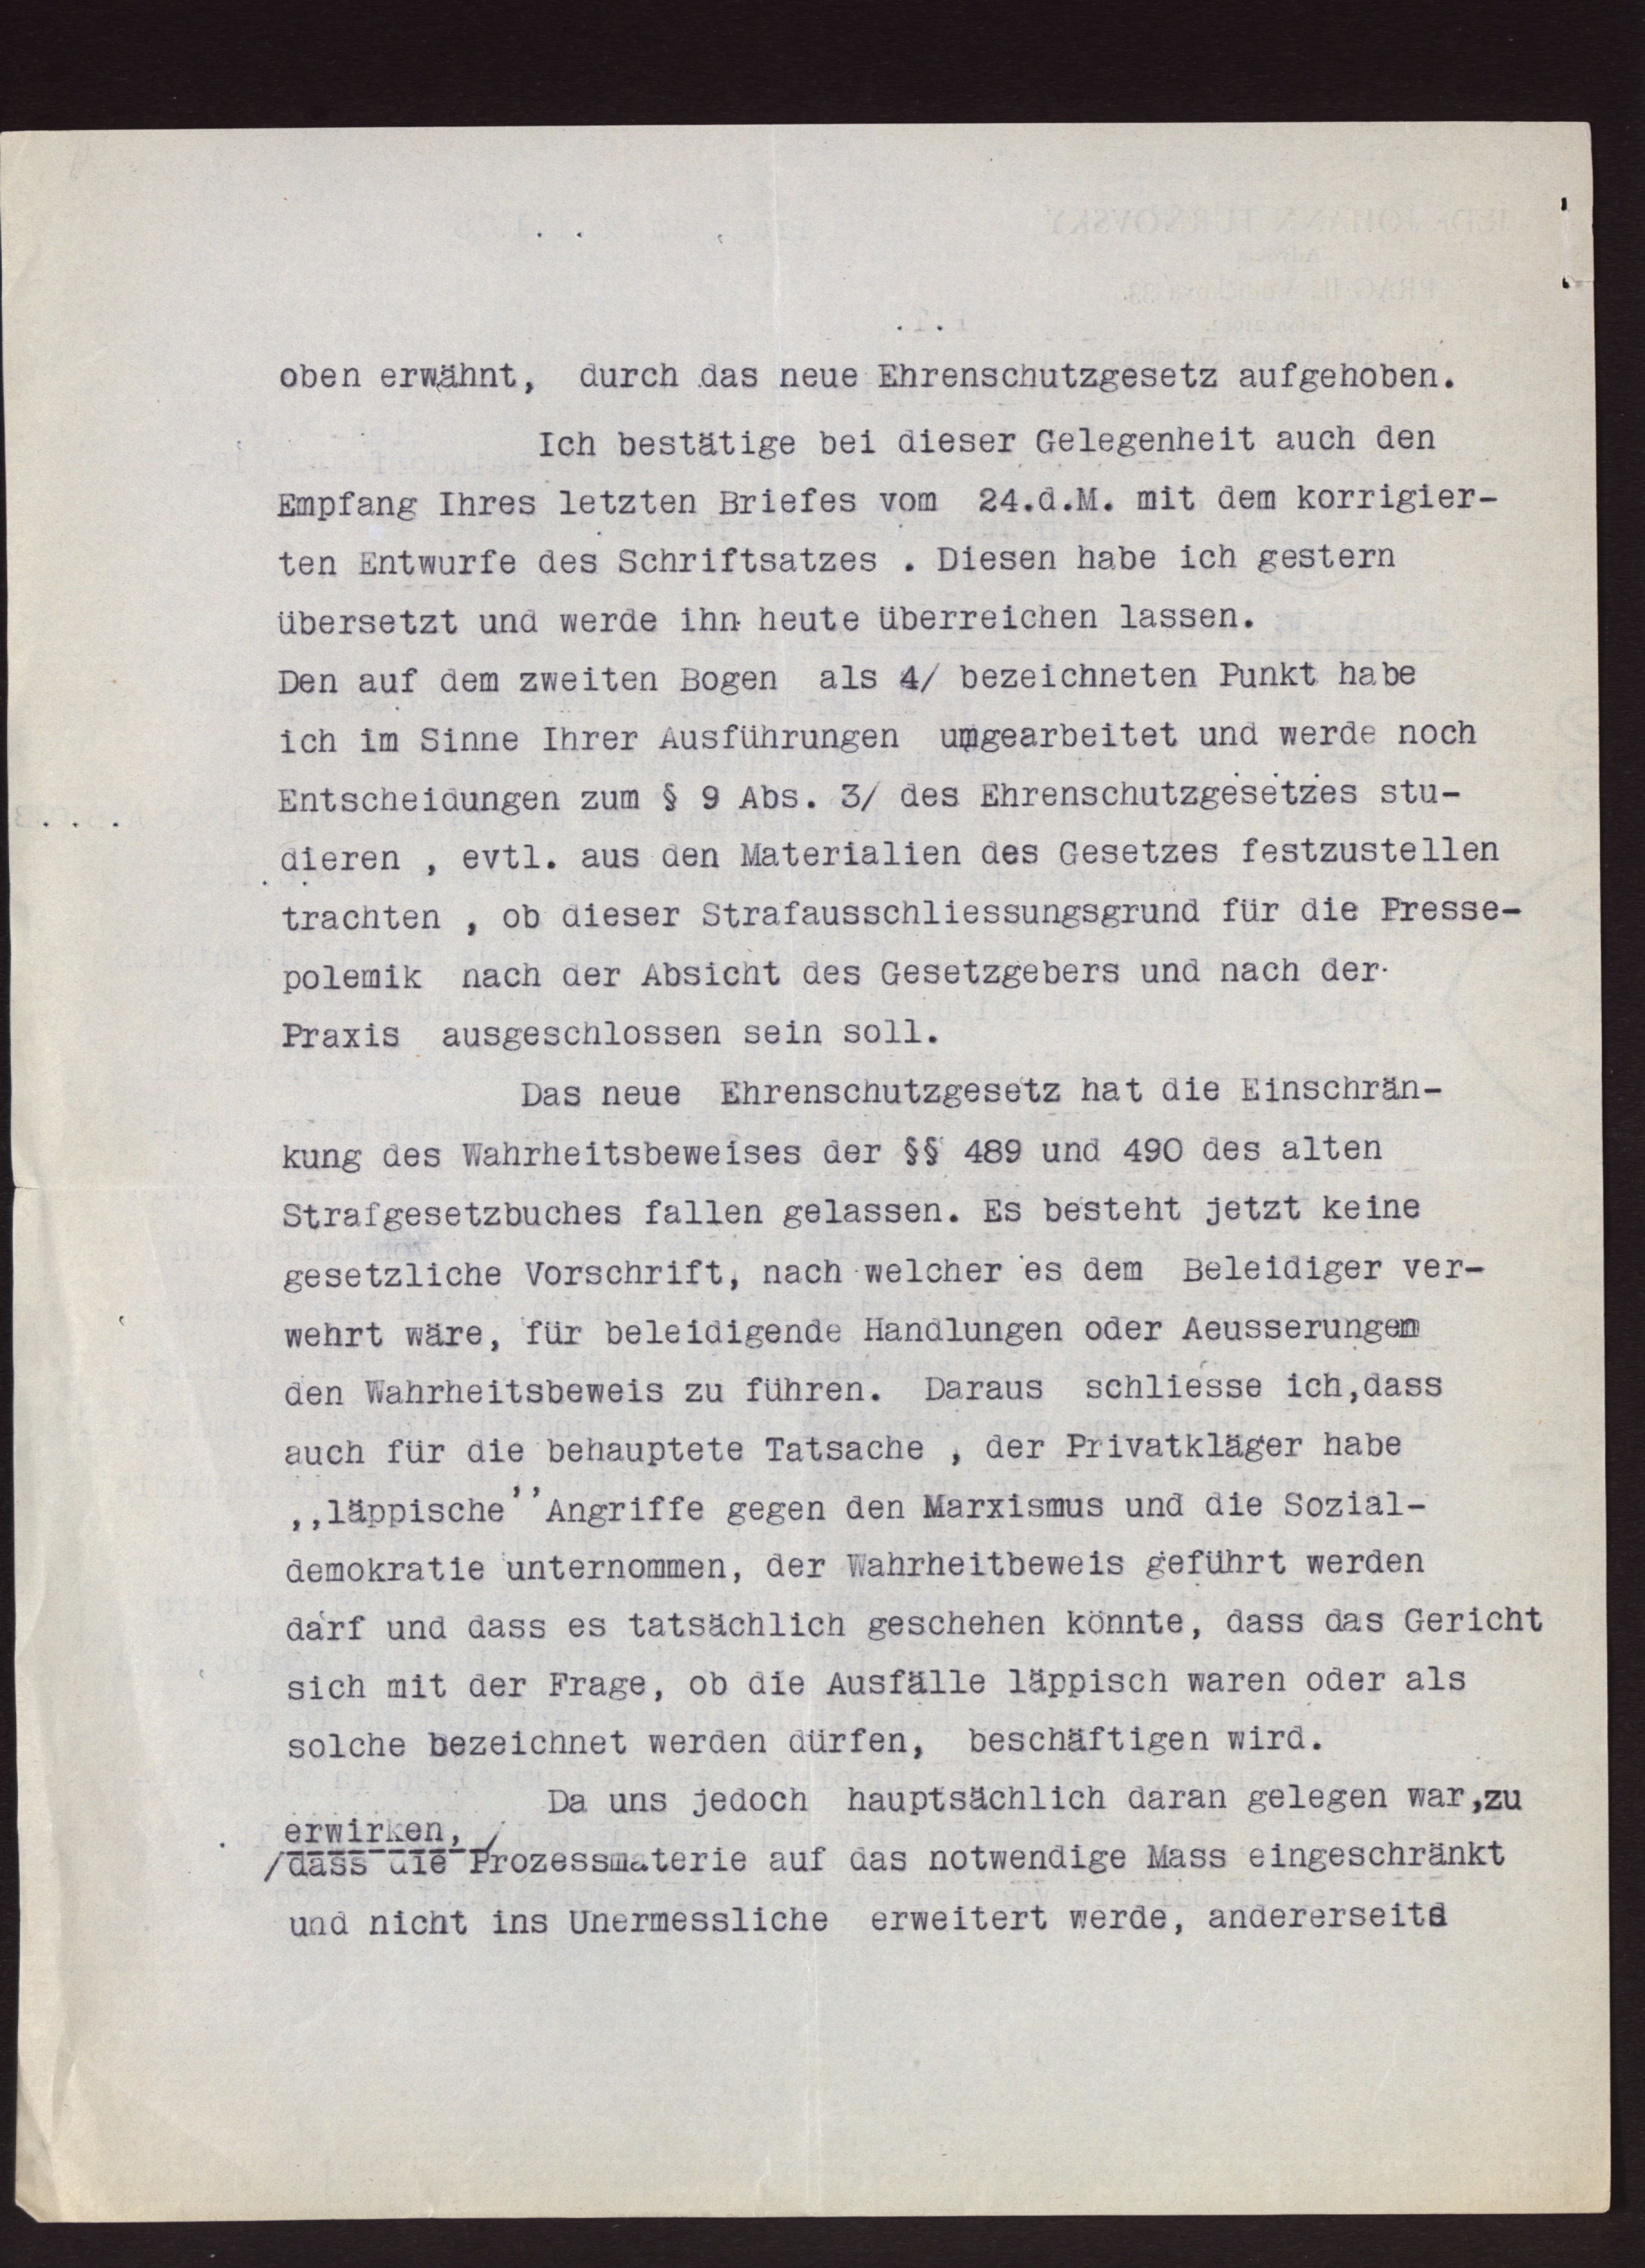 oben erwähnt, durch das neue Ehrenschutzgesetz aufgehoben.
Ich bestätige bei dieser Gelegenheit auch den
Empfang Ihres letzten Briefes vom 24.d.M. mit dem korrigier-
ten Entwurfe des Schriftsatzes . Diesen habe ich gestern
übersetzt und werde ihn heute überreichen lassen.
Den auf dem zweiten Bogen als 4/ bezeichneten Punkt habe
ich im Sinne Ihrer Ausführungen umgearbeitet und werde noch
Entscheidungen zum § 9 Abs. 3/ des Ehrenschutzgesetzes stu-
dieren , evtl. aus den Materialien des Gesetzes festzustellen
trachten , ob dieser Strafausschliessungsgrund für die Presse-
polemik nach der Absicht des Gesetzgebers und nach der
Praxis ausgeschlossen sein soll.
Das neue Ehrenschutzgesetz hat die Einschrän-
kung des Wahrheitsbeweises der §§ 489 und 490 des alten
Strafgesetzbuches fallen gelassen. Es besteht jetzt keine
gesetzliche Vorschrift, nach welcher es dem Beleidiger ver-
wehrt wäre, für beleidigende Handlungen oder Aeusserungen
den Wahrheitsbeweis zu führen. Daraus schliesse ich,dass
auch für die behauptete Tatsache , der Privatkläger habe
,,läppische'' Angriffe gegen den Marxismus und die Sozial-
demokratie unternommen, der Wahrheitbeweis geführt werden
darf und dass es tatsächlich geschehen könnte, dass das Gericht
sich mit der Frage, ob die Ausfälle läppisch waren oder als
solche bezeichnet werden dürfen, beschäftigen wird.
Da uns jedoch hauptsächlich daran gelegen war,zu
erwirken, /
/dass die Prozessmaterie auf das notwendige Mass eingeschränkt
und nicht ins Unermessliche erweitert werde, andererseits